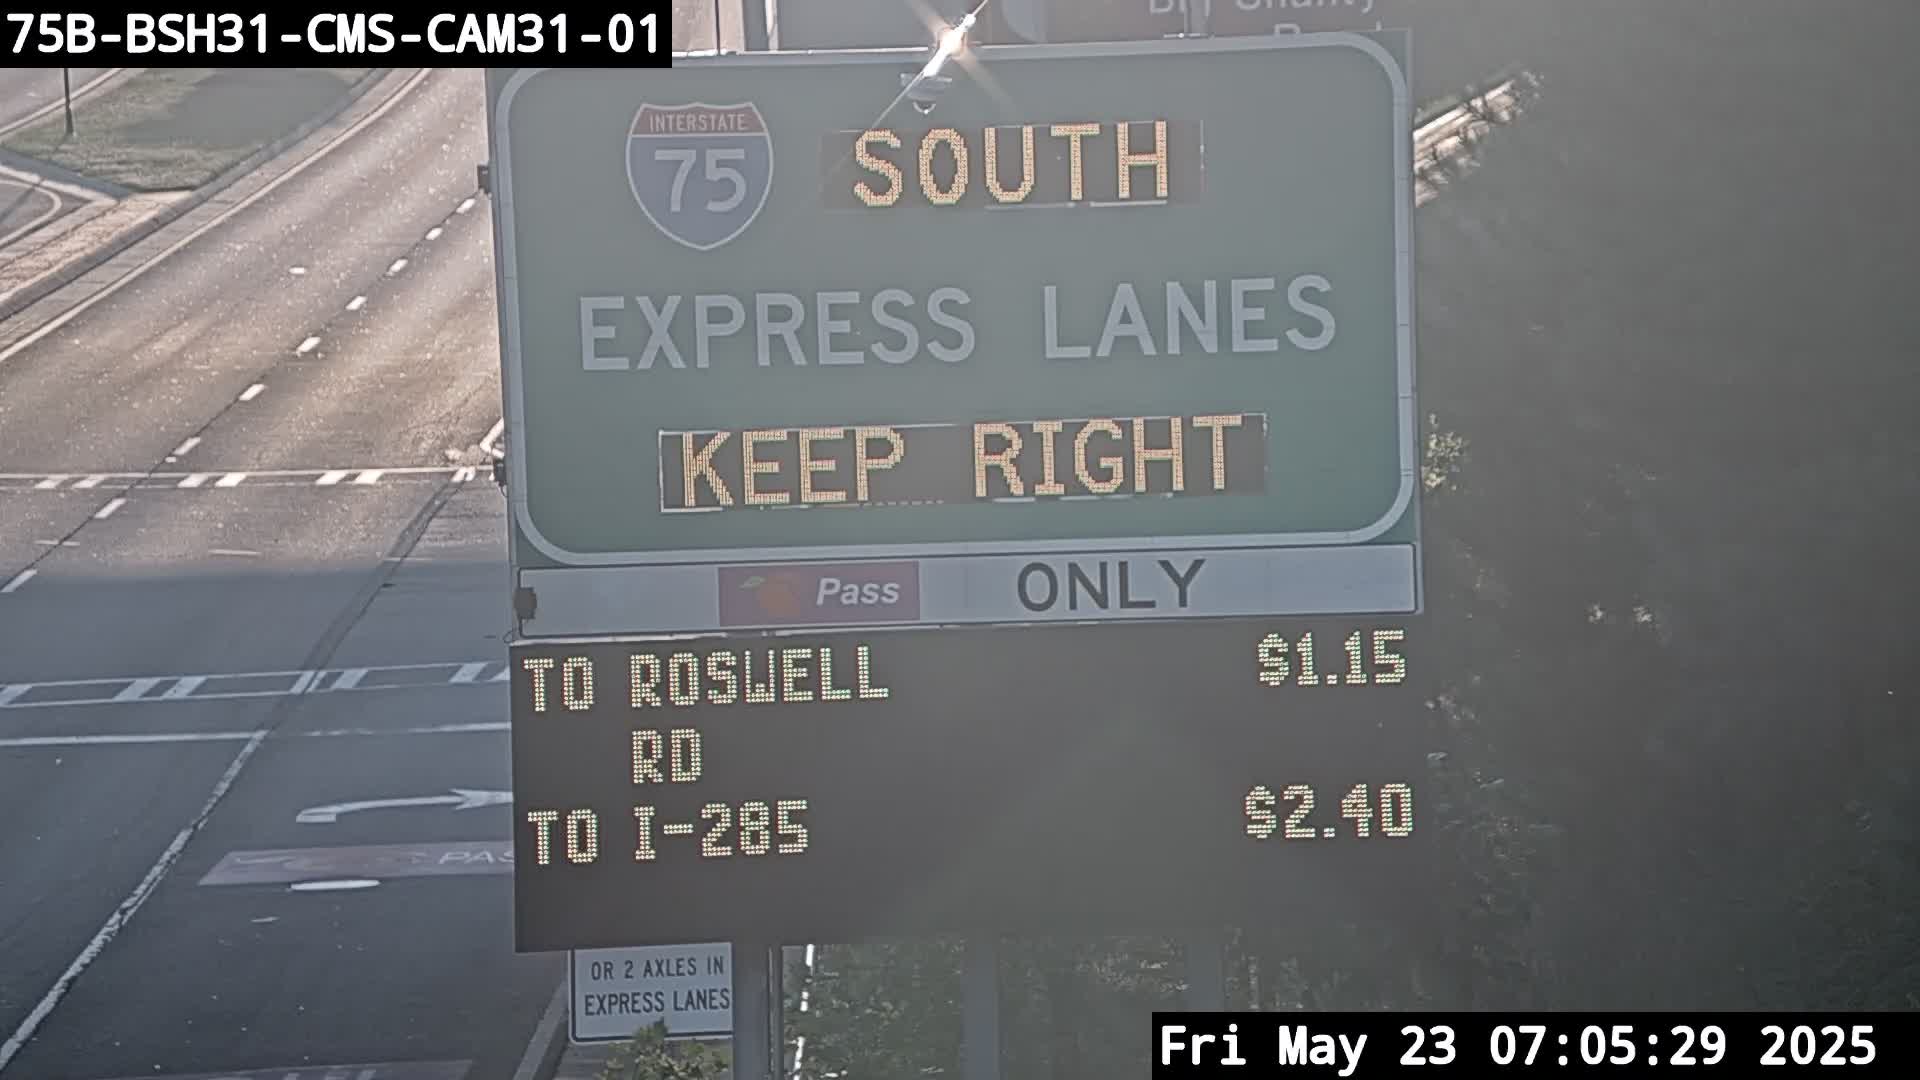 75B-BSH31-CMS-CAM31-01
INTERSTATE
75
SOUTH
EXPRESS LANES
KEEP RIGHT
Pass ONLY
TO ROSWELL $1.15
RD
TO I-285 $2.40
PAS
OR 2 AXLES IN
EXPRESS LANES
Fri May 23 07:05:29 2025